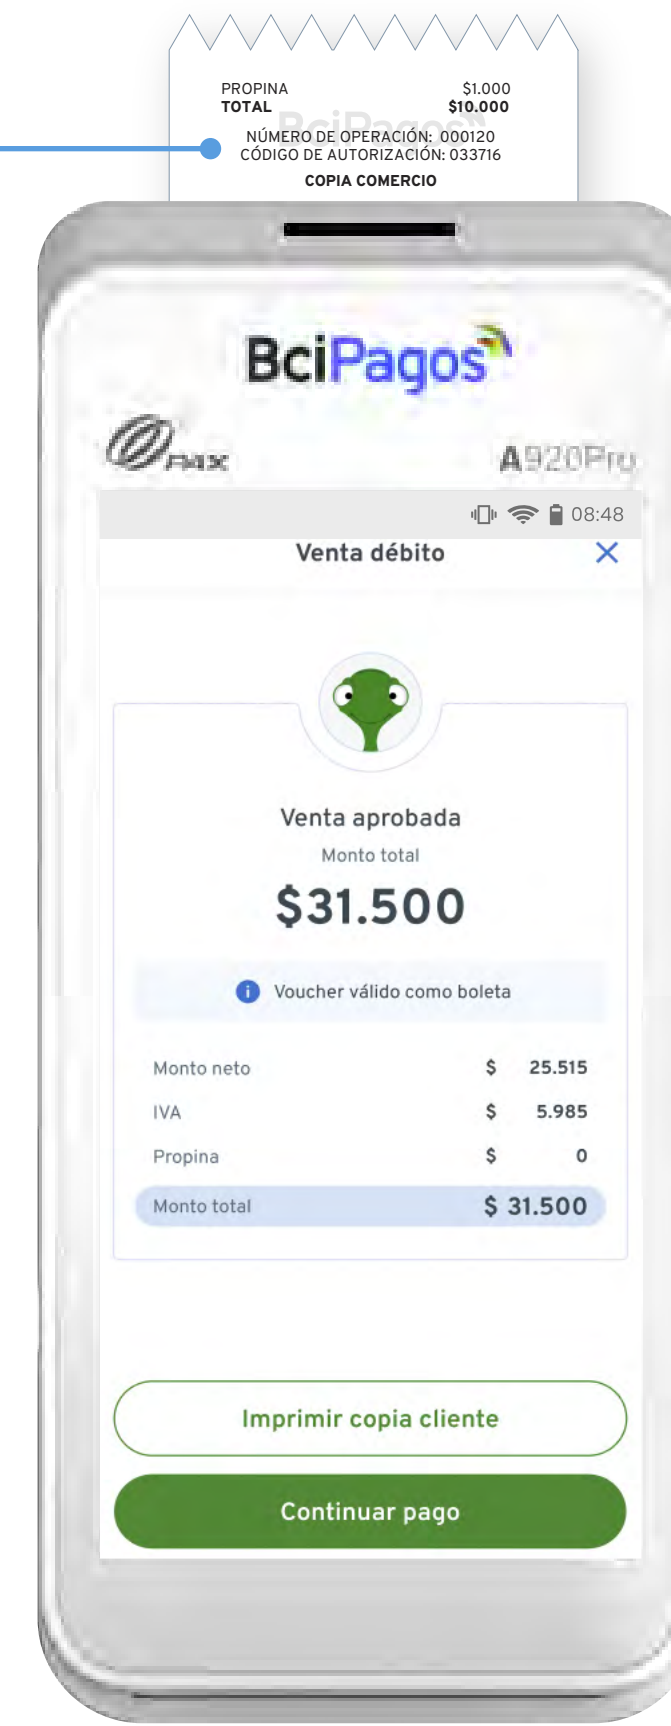 PROPINA $1.000
TOTAL $10.000
BciPagos
NÚMERO DE OPERACIÓN: 000120
CÓDIGO DE AUTORIZACIÓN: 033716
COPIA COMERCIO
BciPagos
PAX A920Pro
08:48
Venta débito
Venta aprobada
Monto total
$31.500
Voucher válido como boleta
Monto neto $ 25.515
IVA $ 5.985
Propina $ 0
Monto total $ 31.500
Imprimir copia cliente
Continuar pago